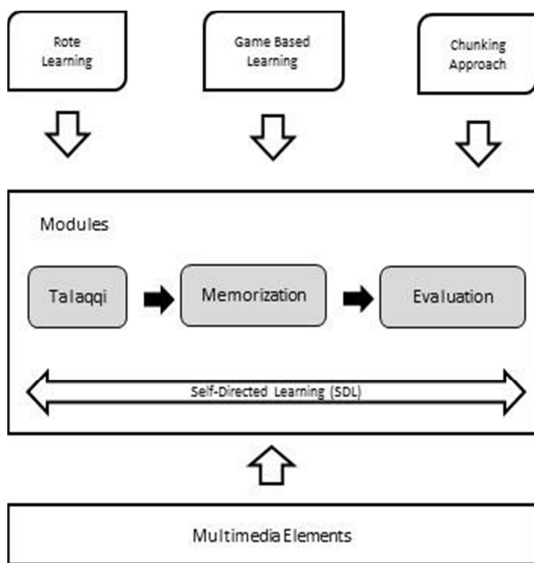 Rote
Learning
Game Based
Learning
Chunking
Approach
Modules
Talaqqi
Memorization
Evaluation
Self-Directed Learning (SDL)
Multimedia Elements